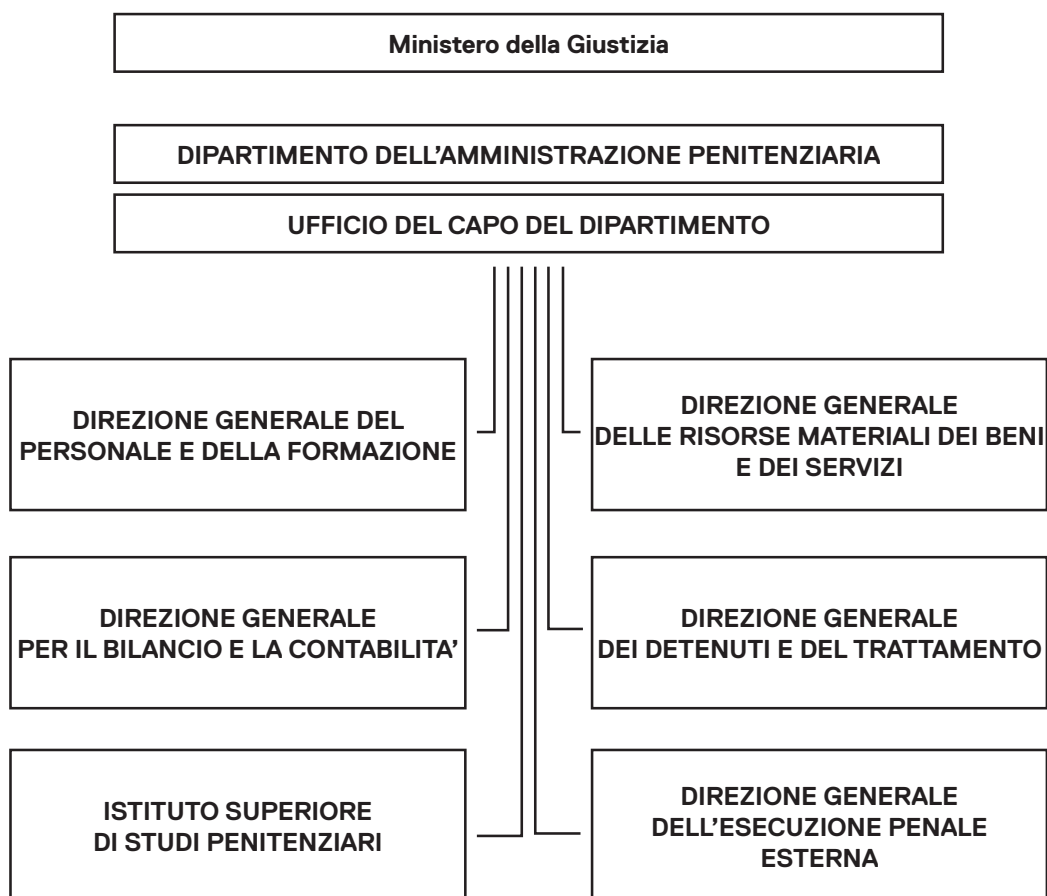 Ministero della Giustizia
DIPARTIMENTO DELL’AMMINISTRAZIONE PENITENZIARIA
UFFICIO DEL CAPO DEL DIPARTIMENTO
DIREZIONE GENERALE DEL
PERSONALE E DELLA FORMAZIONE
DIREZIONE GENERALE
DELLE RISORSE MATERIALI DEI BENI
E DEI SERVIZI
DIREZIONE GENERALE
PER IL BILANCIO E LA CONTABILITA’
DIREZIONE GENERALE
DEI DETENUTI E DEL TRATTAMENTO
ISTITUTO SUPERIORE
DI STUDI PENITENZIARI
DIREZIONE GENERALE
DELL’ESECUZIONE PENALE
ESTERNA